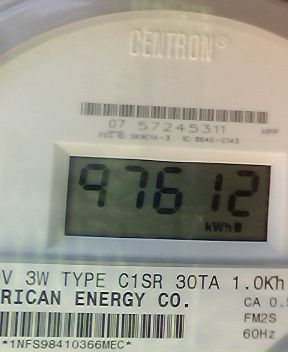 CENTRON®
07 57245311 HPP
97612
kWh
V 3W TYPE C1SR 30TA 1.0Kh
RICAN ENERGY CO. CA 0.5
FM2S
60Hz
*1NFS98410366MEC*